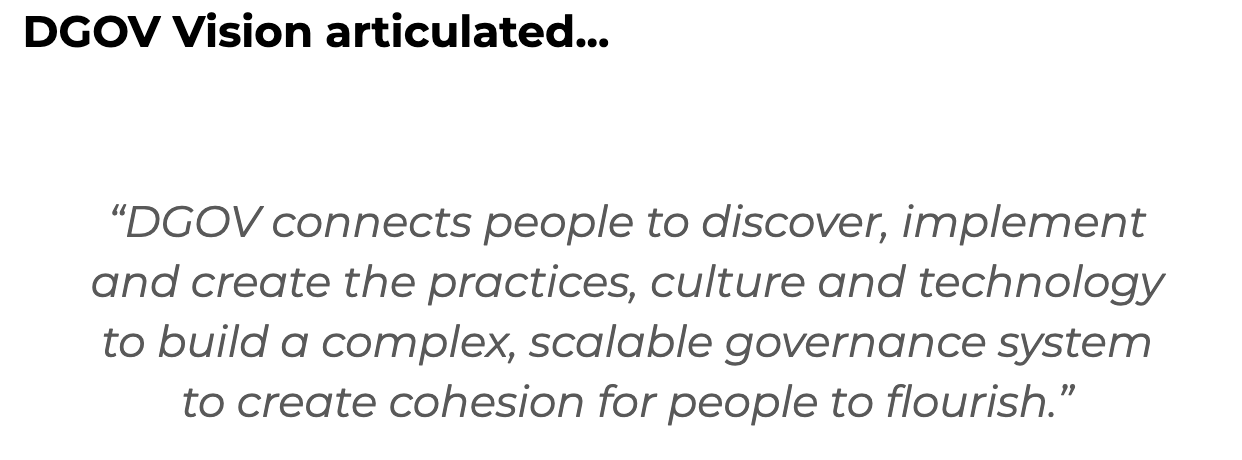 DGOV Vision articulated...
“DGOV connects people to discover, implement
and create the practices, culture and technology
to build a complex, scalable governance system
to create cohesion for people to flourish.”